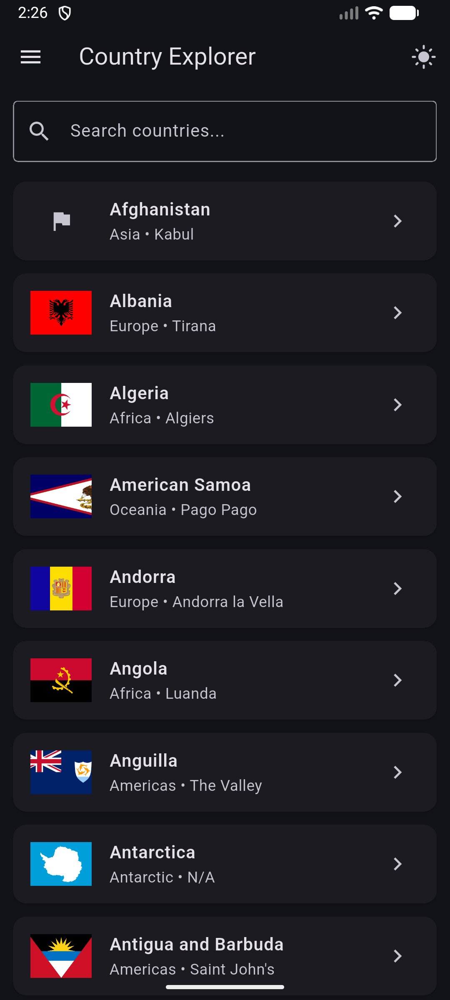 2:26
Country Explorer
Search countries...
Afghanistan
Asia • Kabul
Albania
Europe • Tirana
Algeria
Africa • Algiers
American Samoa
Oceania • Pago Pago
Andorra
Europe • Andorra la Vella
Angola
Africa • Luanda
Anguilla
Americas • The Valley
Antarctica
Antarctic • N/A
Antigua and Barbuda
Americas • Saint John's